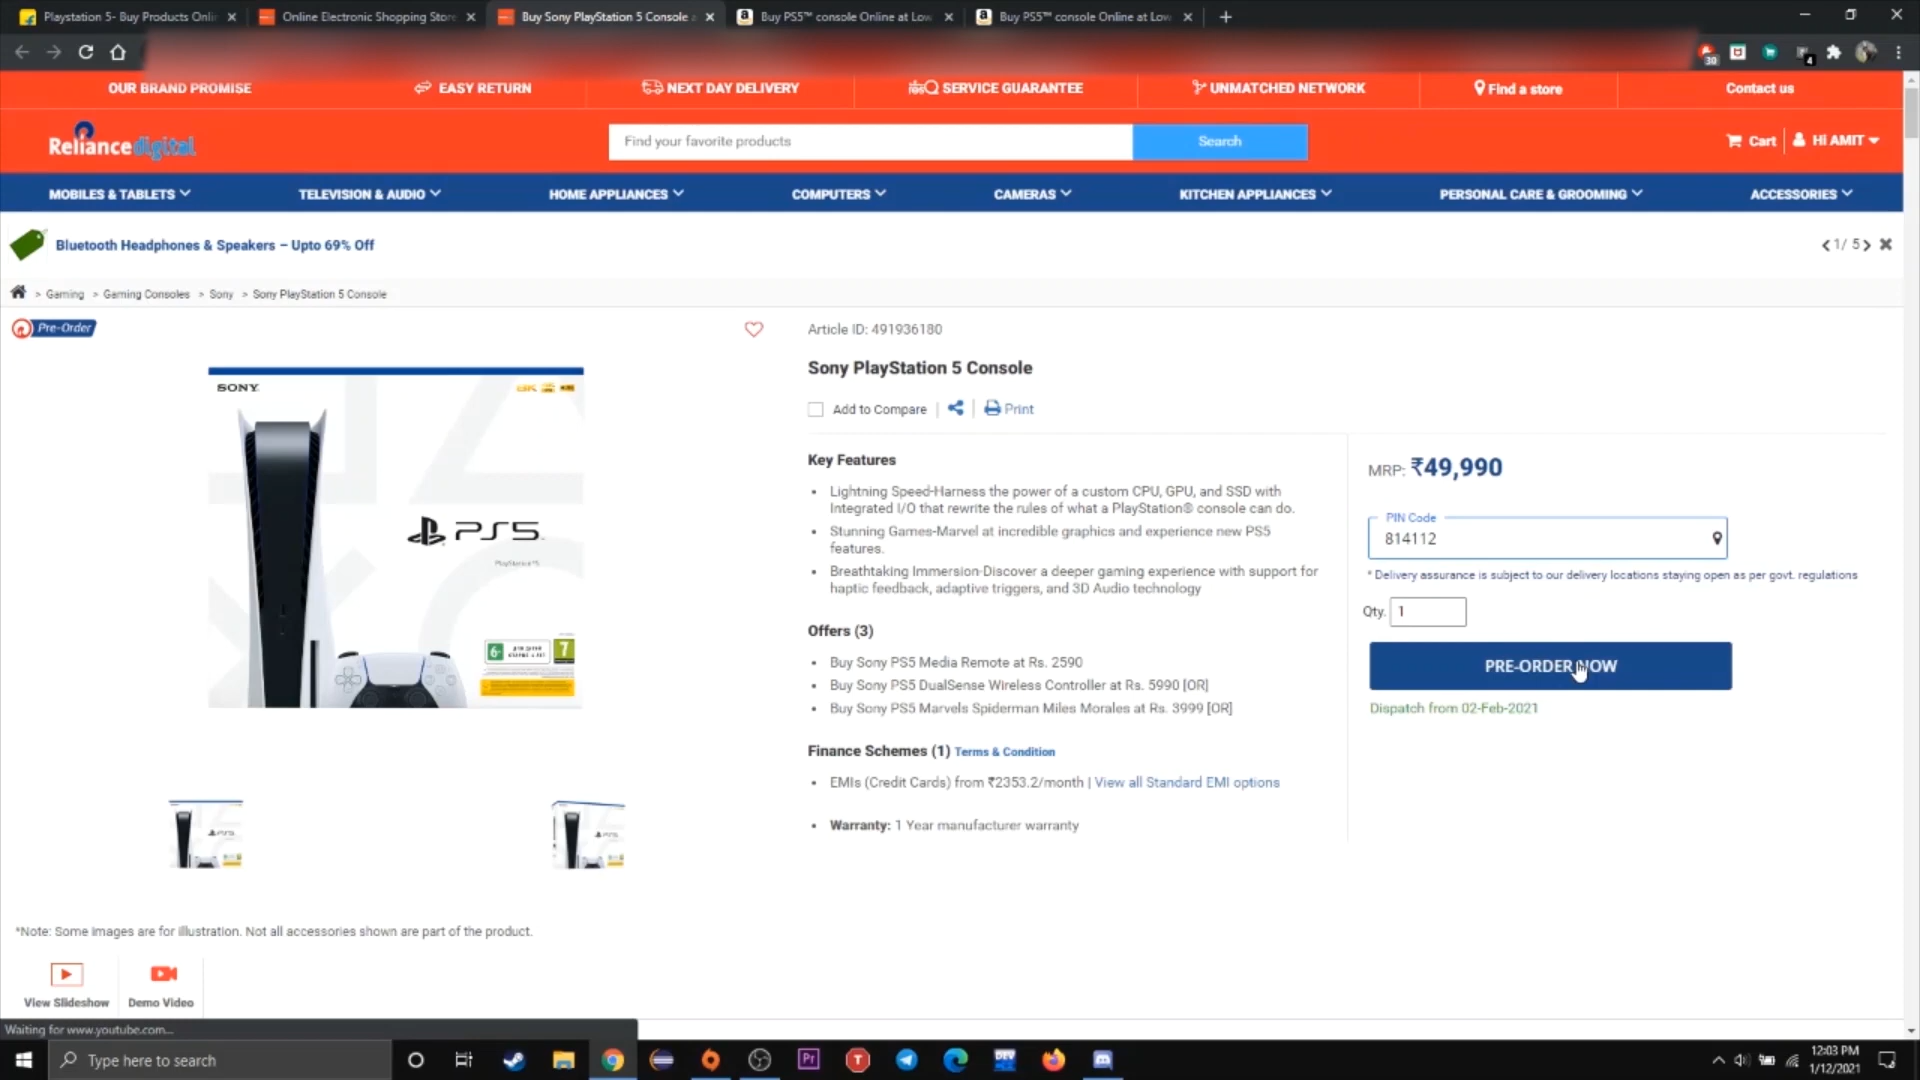 Playstation 5- Buy Products Onli
Online Electronic Shopping Store
Buy Sony PlayStation 5 Console
Buy PS5™ console Online at Low
Buy PS5™ console Online at Low
30
4
OUR BRAND PROMISE
EASY RETURN
NEXT DAY DELIVERY
SERVICE GUARANTEE
UNMATCHED NETWORK
Find a store
Contact us
Reliance digital
Find your favorite products
Search
Cart
Hi AMIT
MOBILES & TABLETS
TELEVISION & AUDIO
HOME APPLIANCES
COMPUTERS
CAMERAS
KITCHEN APPLIANCES
PERSONAL CARE & GROOMING
ACCESSORIES
Bluetooth Headphones & Speakers – Upto 69% Off
1/ 5
> Gaming > Gaming Consoles > Sony > Sony PlayStation 5 Console
Pre-Order
Article ID: 491936180
Sony PlayStation 5 Console
Add to Compare
Print
SONY
8K
PS5
PlayStation®5
6+
7
Key Features
Lightning Speed-Harness the power of a custom CPU, GPU, and SSD with
Integrated I/O that rewrite the rules of what a PlayStation® console can do.
Stunning Games-Marvel at incredible graphics and experience new PS5
features.
Breathtaking Immersion-Discover a deeper gaming experience with support for
haptic feedback, adaptive triggers, and 3D Audio technology
Offers (3)
Buy Sony PS5 Media Remote at Rs. 2590
Buy Sony PS5 DualSense Wireless Controller at Rs. 5990 [OR]
Buy Sony PS5 Marvels Spiderman Miles Morales at Rs. 3999 [OR]
Finance Schemes (1) Terms & Condition
EMIs (Credit Cards) from ₹2353.2/month | View all Standard EMI options
Warranty: 1 Year manufacturer warranty
MRP: ₹49,990
PIN Code
814112
* Delivery assurance is subject to our delivery locations staying open as per govt. regulations
Qty. 1
PRE-ORDER NOW
Dispatch from 02-Feb-2021
PS5
PS5
*Note: Some images are for illustration. Not all accessories shown are part of the product.
View Slideshow
Demo Video
Waiting for www.youtube.com...
Type here to search
Pr
T
DEV
12:03 PM
1/12/2021